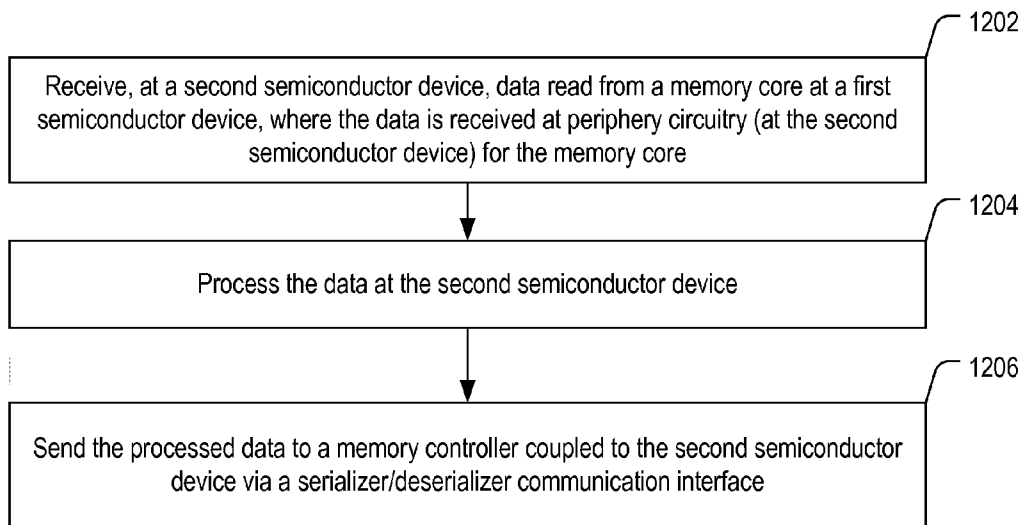 1202
Receive, at a second semiconductor device, data read from a memory core at a first
semiconductor device, where the data is received at periphery circuitry (at the second
semiconductor device) for the memory core
1204
Process the data at the second semiconductor device
1206
Send the processed data to a memory controller coupled to the second semiconductor
device via a serializer/deserializer communication interface